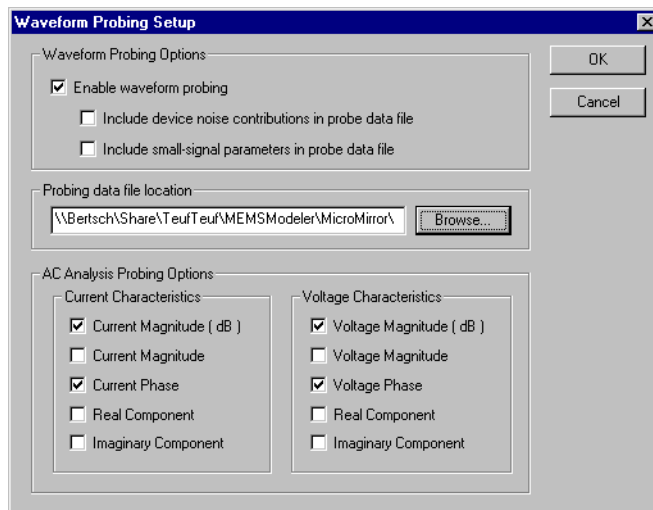 Waveform Probing Setup
Waveform Probing Options
Enable waveform probing
Include device noise contributions in probe data file
Include small-signal parameters in probe data file
OK
Cancel
Probing data file location
\\Bertsch\Share\TeufTeuf\MEMSModeler\MicroMirror\
Browse...
AC Analysis Probing Options
Current Characteristics
Current Magnitude ( dB )
Current Magnitude
Current Phase
Real Component
Imaginary Component
Voltage Characteristics
Voltage Magnitude ( dB )
Voltage Magnitude
Voltage Phase
Real Component
Imaginary Component